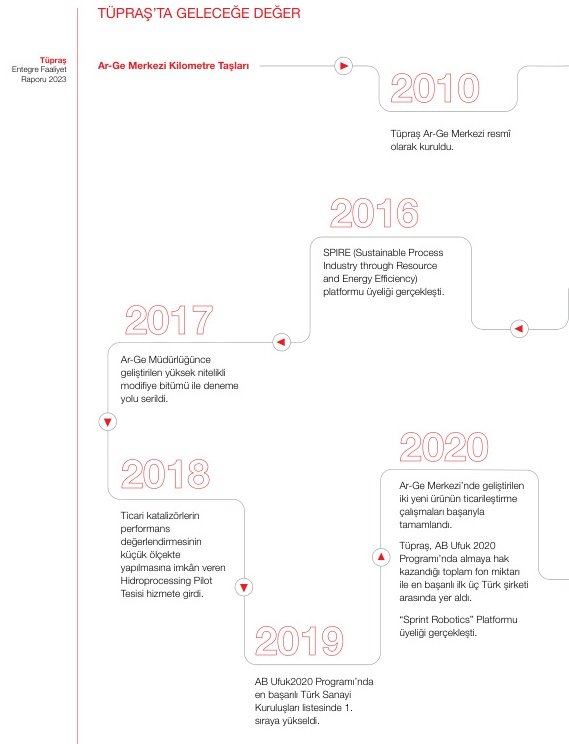 TÜPRAŞ'TA GELECEĞE DEĞER
Tüpraş
Entegre Faaliyet
Raporu 2023
Ar-Ge Merkezi Kilometre Taşları
2010
Tüpraş Ar-Ge Merkezi resmî
olarak kuruldu.
2016
SPIRE (Sustainable Process
Industry through Resource
and Energy Efficiency)
platformu üyeliği gerçekleşti.
2017
Ar-Ge Müdürlüğünce
geliştirilen yüksek nitelikli
modifiye bitümü ile deneme
yolu serildi.
2018
Ticari katalizörlerin
performans
değerlendirmesinin
küçük ölçekte
yapılmasına imkân veren
Hidroprocessing Pilot
Tesisi hizmete girdi.
2019
AB Ufuk2020 Programı'nda
en başarılı Türk Sanayi
Kuruluşları listesinde 1.
sıraya yükseldi.
2020
Ar-Ge Merkezi'nde geliştirilen
iki yeni ürünün ticarileştirme
çalışmaları başarıyla
tamamlandı.
Tüpraş, AB Ufuk 2020
Programı'nda almaya hak
kazandığı toplam fon miktarı
ile en başarılı ilk üç Türk şirketi
arasında yer aldı.
"Sprint Robotics" Platformu
üyeliği gerçekleşti.